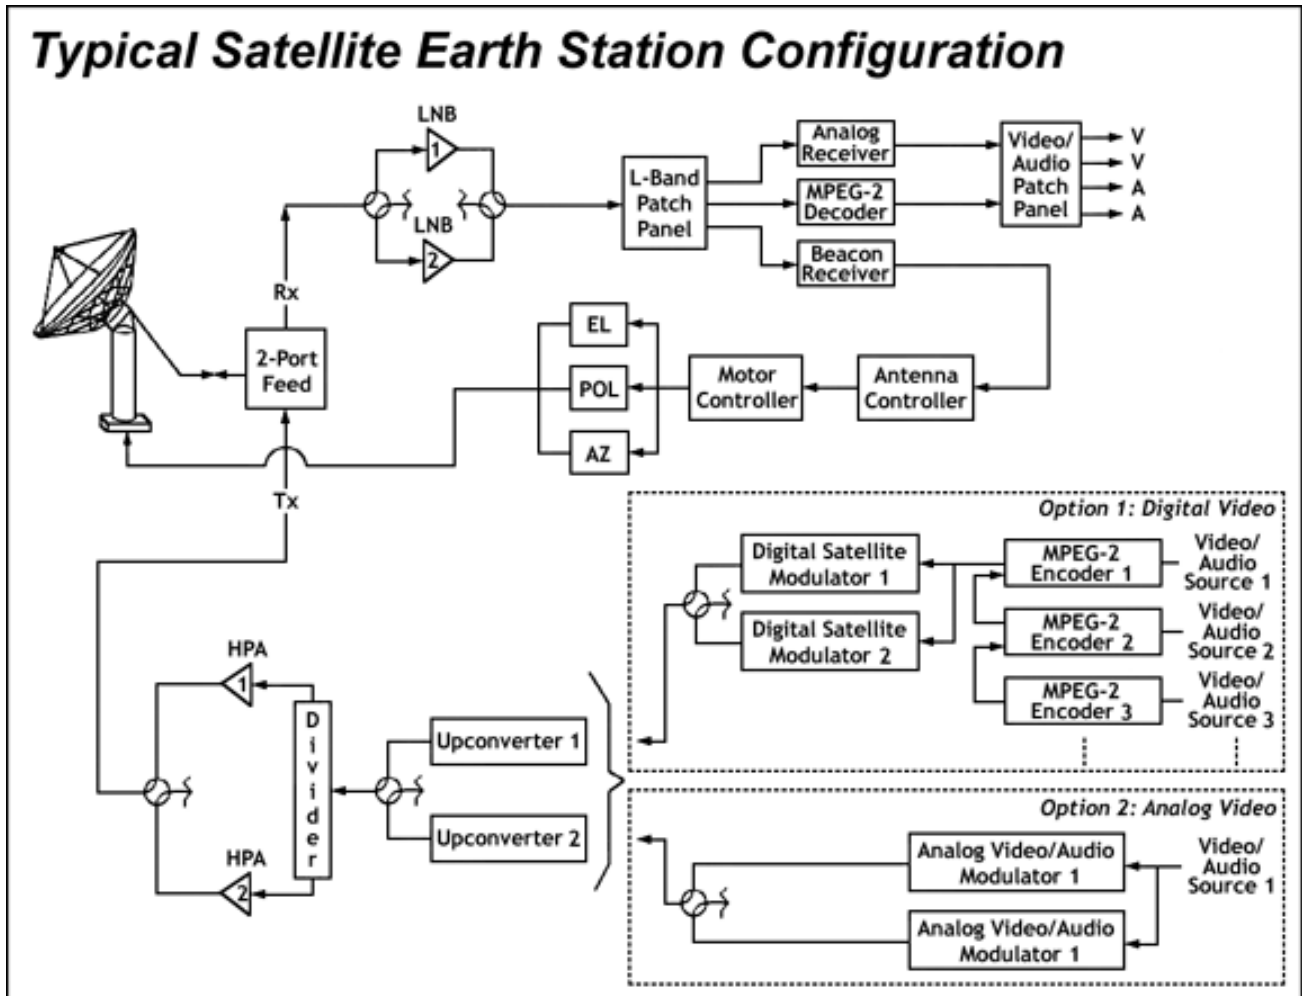 Typical Satellite Earth Station Configuration
LNB
1
LNB
2
L-Band
Patch
Panel
Analog
Receiver
MPEG-2
Decoder
Beacon
Receiver
Video/
Audio
Patch
Panel
V
V
A
A
Rx
2-Port
Feed
Tx
EL
POL
AZ
Motor
Controller
Antenna
Controller
Option 1: Digital Video
Digital Satellite
Modulator 1
Digital Satellite
Modulator 2
MPEG-2
Encoder 1
MPEG-2
Encoder 2
MPEG-2
Encoder 3
Video/
Audio
Source 1
Video/
Audio
Source 2
Video/
Audio
Source 3
HPA
1
HPA
2
Divider
Upconverter 1
Upconverter 2
Option 2: Analog Video
Analog Video/Audio
Modulator 1
Analog Video/Audio
Modulator 1
Video/
Audio
Source 1